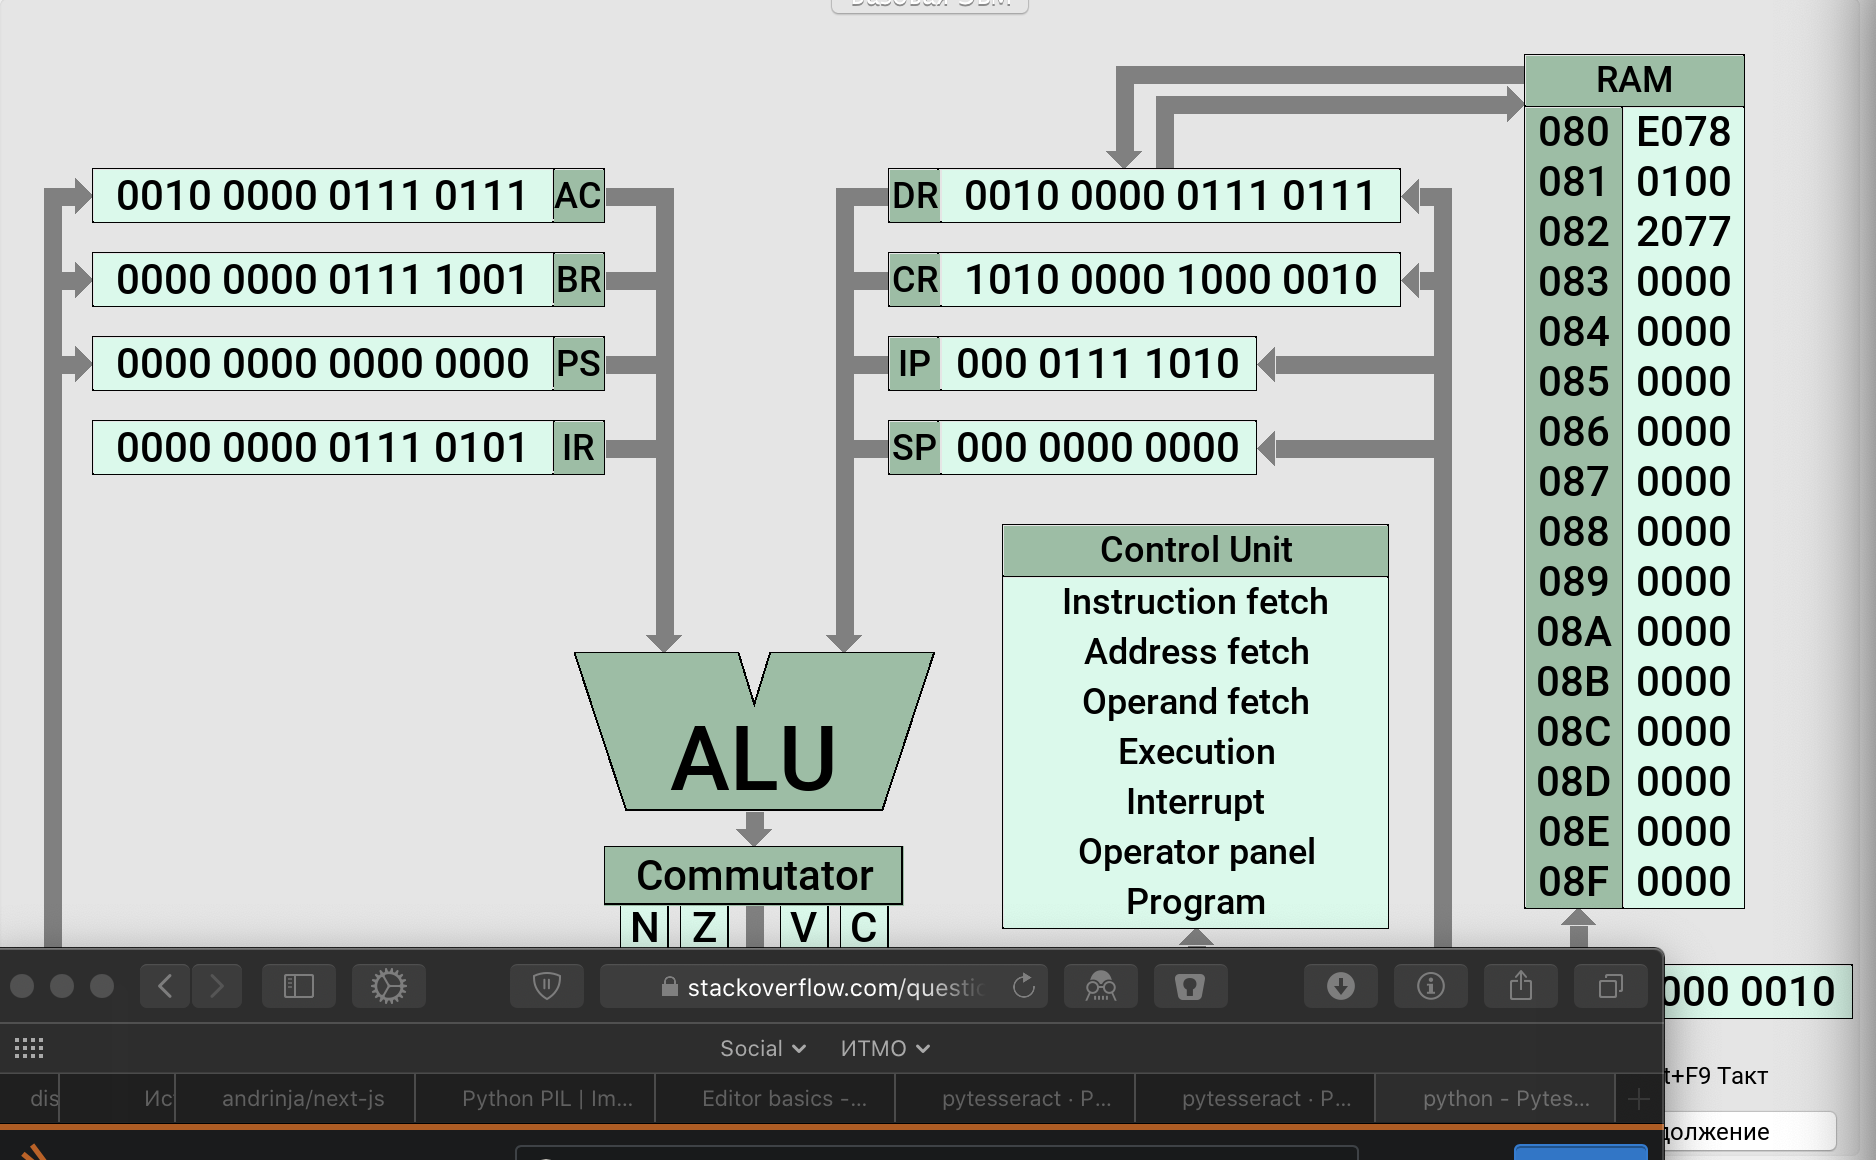 Базовая ЭВМ
RAM
080 E078
081 0100
082 2077
083 0000
084 0000
085 0000
086 0000
087 0000
088 0000
089 0000
08A 0000
08B 0000
08C 0000
08D 0000
08E 0000
08F 0000
0010 0000 0111 0111 AC
0000 0000 0111 1001 BR
0000 0000 0000 0000 PS
0000 0000 0111 0101 IR
DR 0010 0000 0111 0111
CR 1010 0000 1000 0010
IP 000 0111 1010
SP 000 0000 0000
Control Unit
Instruction fetch
Address fetch
Operand fetch
Execution
Interrupt
Operator panel
Program
ALU
Commutator
N Z V C
000 0010
t+F9 Такт
должение
stackoverflow.com/questic
Social ИТМО
dis Ис andrinja/next-js Python PIL | Im... Editor basics -... pytesseract · P... pytesseract · P... python - Pytes...